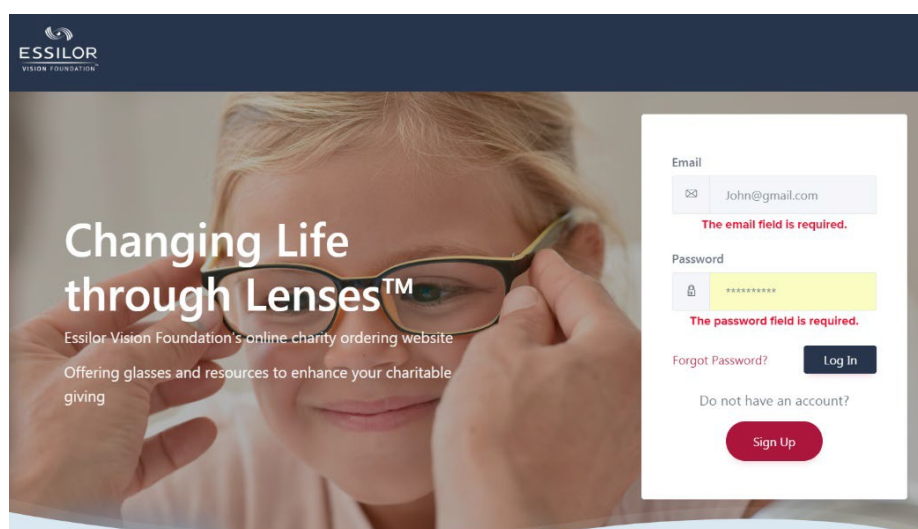 ESSILOR
VISION FOUNDATION™
Changing Life
through Lenses™
Essilor Vision Foundation's online charity ordering website
Offering glasses and resources to enhance your charitable
giving
Email
John@gmail.com
The email field is required.
Password
**********
The password field is required.
Forgot Password?
Log In
Do not have an account?
Sign Up